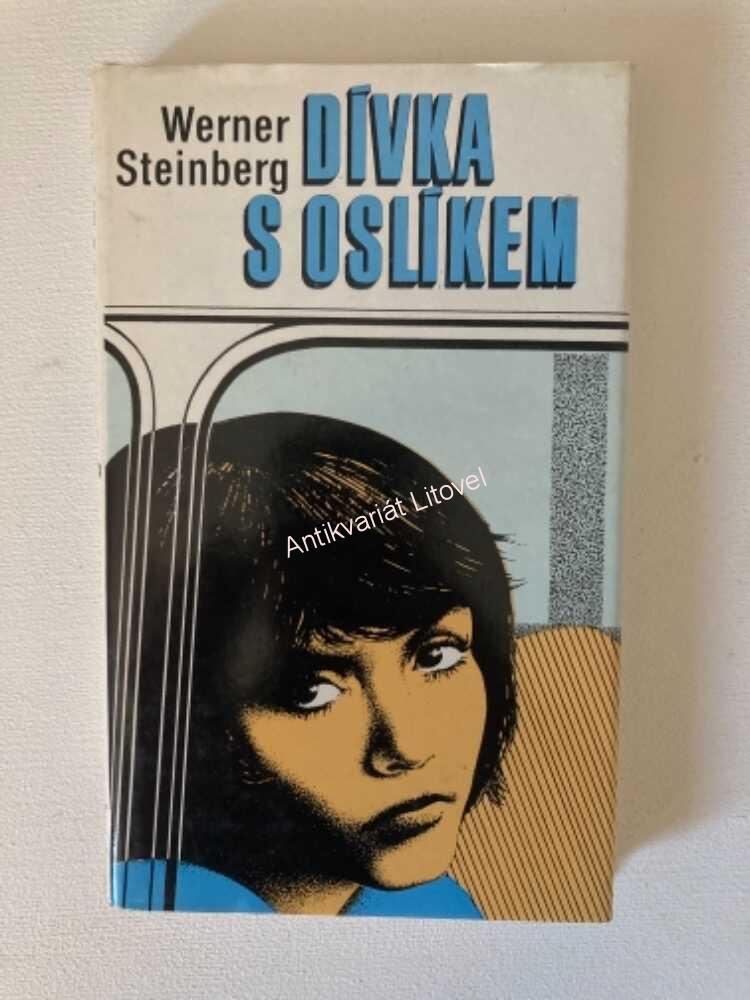 Werner
Steinberg
DÍVKA
S OSLÍKEM
Antikvariát Litovel